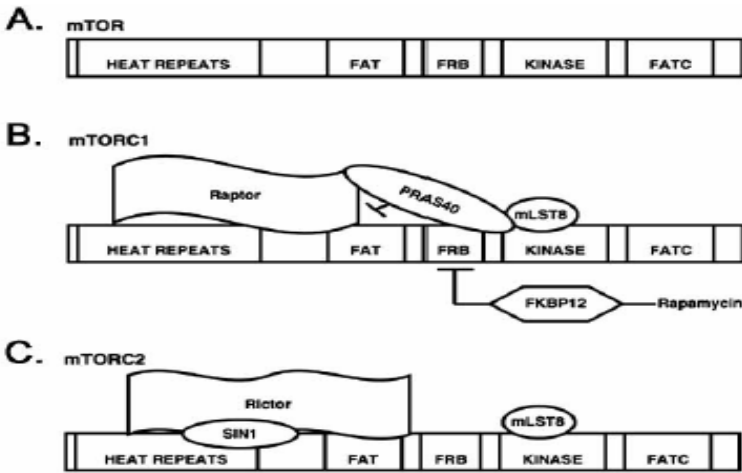 A. mTOR
HEAT REPEATS FAT FRB KINASE FATC
B. mTORC1
Raptor
PRAS40
mLST8
HEAT REPEATS FAT FRB KINASE FATC
FKBP12 Rapamycin
C. mTORC2
Rictor
SIN1
mLST8
HEAT REPEATS FAT FRB KINASE FATC